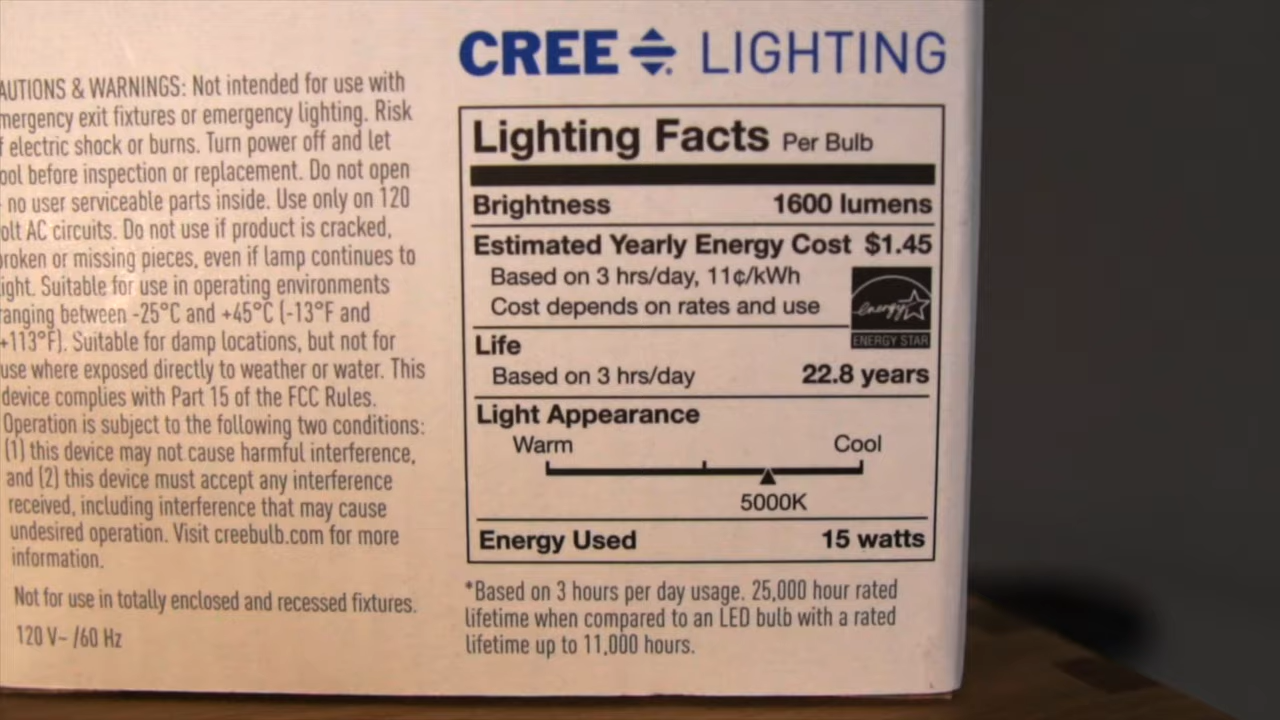 AUTIONS & WARNINGS: Not intended for use with
mergency exit fixtures or emergency lighting. Risk
f electric shock or burns. Turn power off and let
ool before inspection or replacement. Do not open
- no user serviceable parts inside. Use only on 120
olt AC circuits. Do not use if product is cracked,
roken or missing pieces, even if lamp continues to
ight. Suitable for use in operating environments
ranging between -25°C and +45°C (-13°F and
+113°F). Suitable for damp locations, but not for
use where exposed directly to weather or water. This
device complies with Part 15 of the FCC Rules.
Operation is subject to the following two conditions:
(1) this device may not cause harmful interference,
and (2) this device must accept any interference
received, including interference that may cause
undesired operation. Visit creebulb.com for more
information.
Not for use in totally enclosed and recessed fixtures.
120 V~ /60 Hz
CREE LIGHTING
Lighting Facts Per Bulb
Brightness 1600 lumens
Estimated Yearly Energy Cost $1.45
Based on 3 hrs/day, 11¢/kWh
Cost depends on rates and use
energy
ENERGY STAR
Life
Based on 3 hrs/day 22.8 years
Light Appearance
Warm Cool
5000K
Energy Used 15 watts
*Based on 3 hours per day usage. 25,000 hour rated
lifetime when compared to an LED bulb with a rated
lifetime up to 11,000 hours.